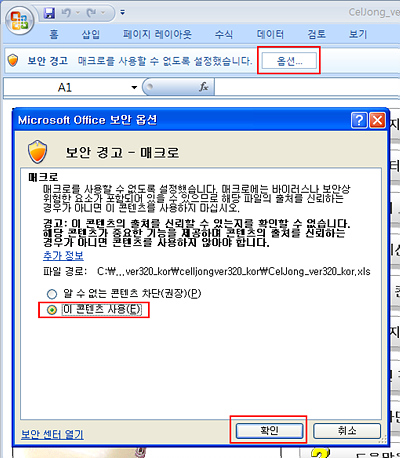 CelJong_ve
홈 삽입 페이지 레이아웃 수식 데이터 검토 보기
보안 경고 매크로를 사용할 수 없도록 설정했습니다. 옵션...
A1 fx
Microsoft Office 보안 옵션
보안 경고 - 매크로
매크로
매크로를 사용할 수 없도록 설정했습니다. 매크로에는 바이러스나 보안상
위험한 요소가 포함되어 있을 수 있으므로 해당 파일의 출처를 신뢰하는
경우가 아니면 이 콘텐츠를 사용하지 마십시오.
경고: 이 콘텐츠의 출처를 신뢰할 수 있는지를 확인할 수 없습니다.
해당 콘텐츠가 중요한 기능을 제공하며 콘텐츠의 출처를 신뢰하는
경우가 아니면 콘텐츠를 사용하지 않아야 합니다.
추가 정보
파일 경로: C:₩...ver320_kor₩celljongver320_kor₩CelJong_ver320_kor.xls
알 수 없는 콘텐츠 차단(권장)(P)
이 콘텐츠 사용(E)
보안 센터 열기
확인 취소